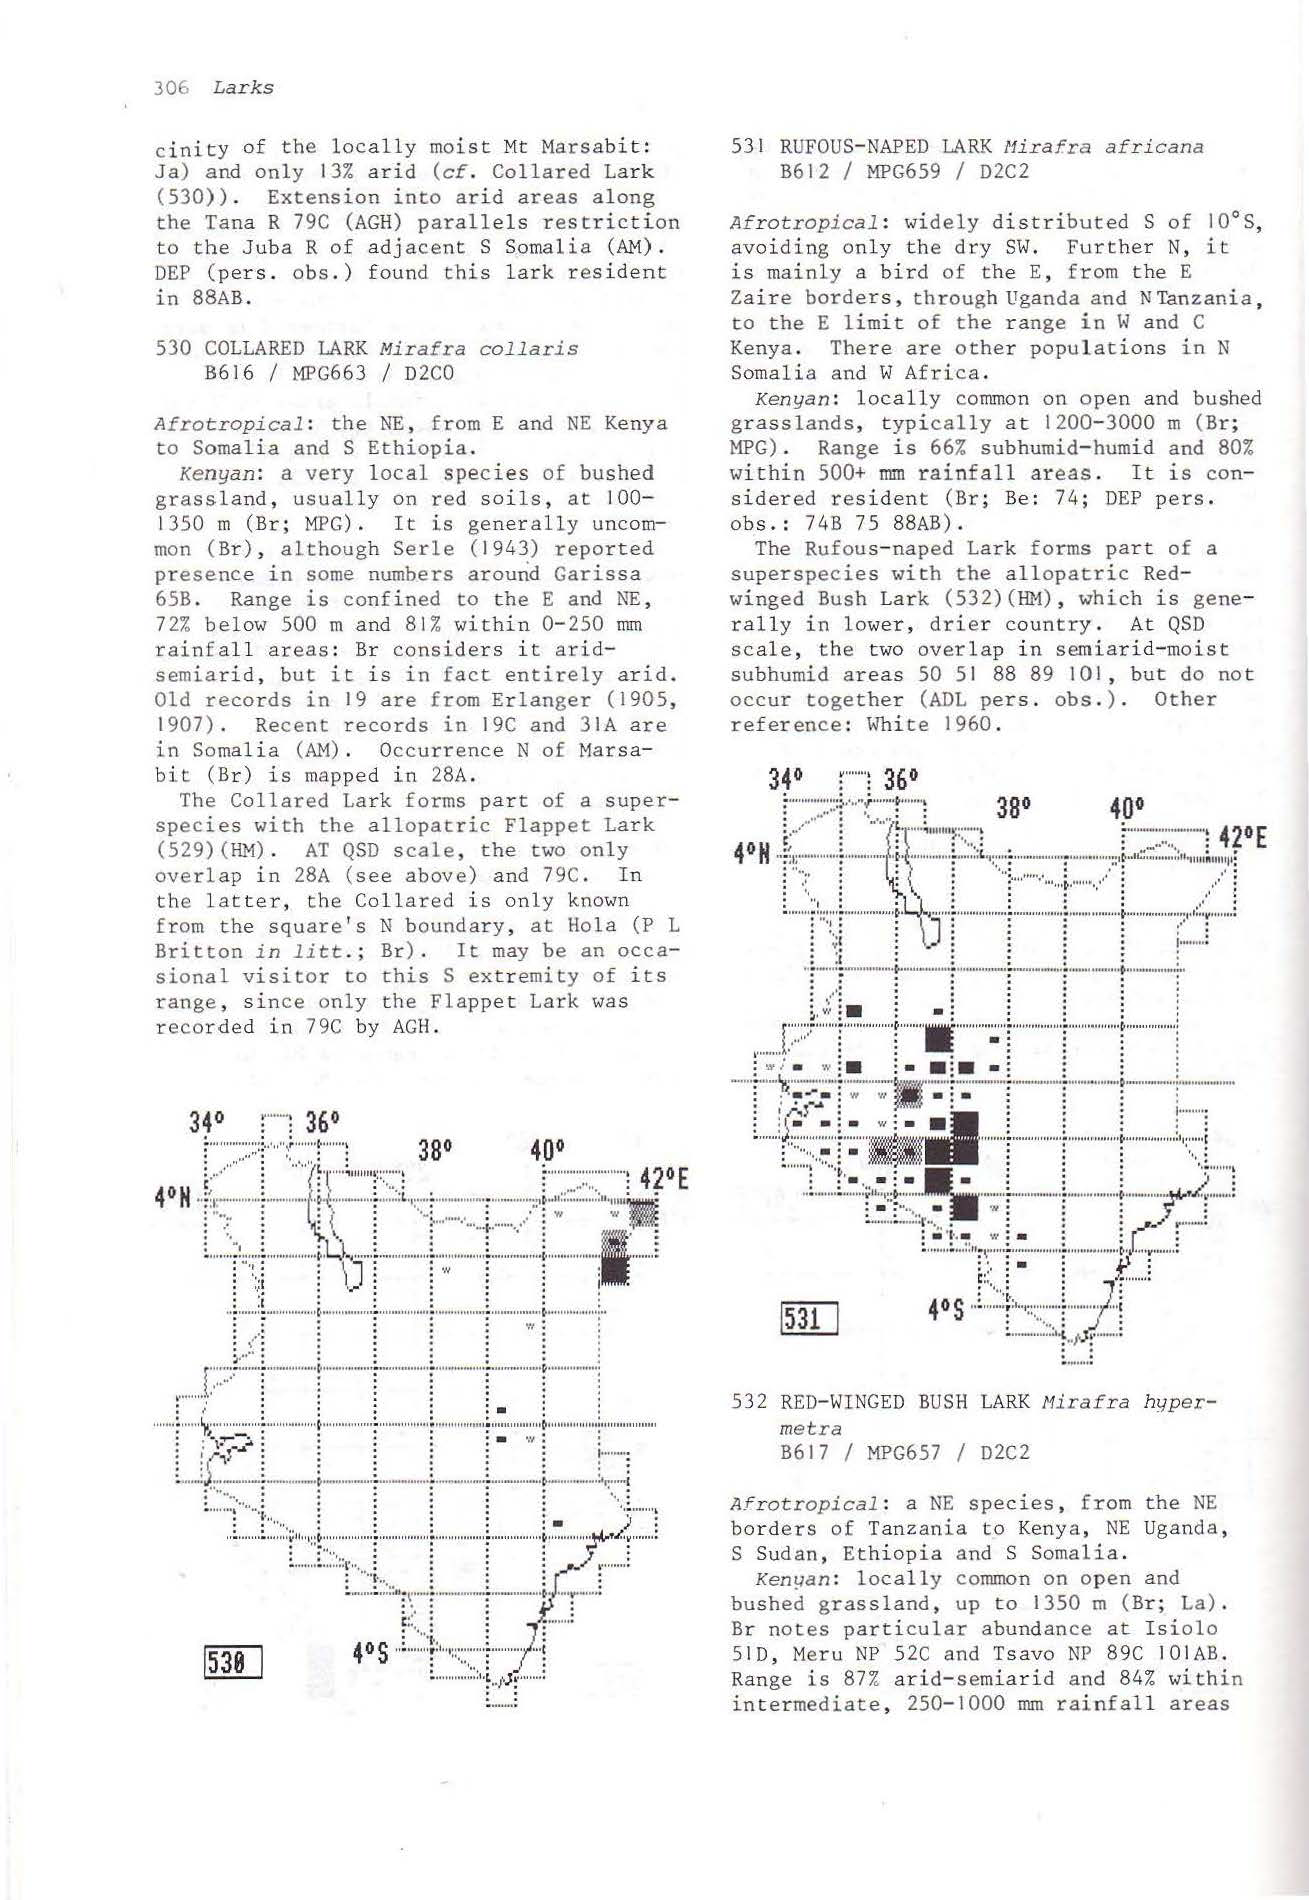 306 Larks
cinity of the locally moist Mt Marsabit:
Ja) and only 13% arid (cf. Collared Lark
(530)). Extension into arid areas along
the Tana R 79C (AGH) parallels restriction
to the Juba R of adjacent S Somalia (AM).
DEP (pers. obs.) found this lark resident
in 88AB.
530 COLLARED LARK Mirafra collaris
B616 / MPG663 / D2C0
Afrotropical: the NE, from E and NE Kenya
to Somalia and S Ethiopia.
Kenyan: a very local species of bushed
grassland, usually on red soils, at 100-
1350 m (Br; MPG). It is generally uncom-
mon (Br), although Serle (1943) reported
presence in some numbers around Garissa
65B. Range is confined to the E and NE,
72% below 500 m and 81% within 0-250 mm
rainfall areas: Br considers it arid-
semiarid, but it is in fact entirely arid.
Old records in 19 are from Erlanger (1905,
1907). Recent records in 19C and 31A are
in Somalia (AM). Occurrence N of Marsa-
bit (Br) is mapped in 28A.
The Collared Lark forms part of a super-
species with the allopatric Flappet Lark
(529)(HM). AT QSD scale, the two only
overlap in 28A (see above) and 79C. In
the latter, the Collared is only known
from the square's N boundary, at Hola (P L
Britton in litt.; Br). It may be an occa-
sional visitor to this S extremity of its
range, since only the Flappet Lark was
recorded in 79C by AGH.
34° 36°
38° 40°
4°N 42°E
4°S
530
531 RUFOUS-NAPED LARK Mirafra africana
B612 / MPG659 / D2C2
Afrotropical: widely distributed S of 10°S,
avoiding only the dry SW. Further N, it
is mainly a bird of the E, from the E
Zaire borders, through Uganda and N Tanzania,
to the E limit of the range in W and C
Kenya. There are other populations in N
Somalia and W Africa.
Kenyan: locally common on open and bushed
grasslands, typically at 1200-3000 m (Br;
MPG). Range is 66% subhumid-humid and 80%
within 500+ mm rainfall areas. It is con-
sidered resident (Br; Be: 74; DEP pers.
obs.: 74B 75 88AB).
The Rufous-naped Lark forms part of a
superspecies with the allopatric Red-
winged Bush Lark (532)(HM), which is gene-
rally in lower, drier country. At QSD
scale, the two overlap in semiarid-moist
subhumid areas 50 51 88 89 101, but do not
occur together (ADL pers. obs.). Other
reference: White 1960.
34° 36°
38° 40°
4°N 42°E
4°S
531
532 RED-WINGED BUSH LARK Mirafra hyper-
metra
B617 / MPG657 / D2C2
Afrotropical: a NE species, from the NE
borders of Tanzania to Kenya, NE Uganda,
S Sudan, Ethiopia and S Somalia.
Kenyan: locally common on open and
bushed grassland, up to 1350 m (Br; La).
Br notes particular abundance at Isiolo
51D, Meru NP 52C and Tsavo NP 89C 101AB.
Range is 87% arid-semiarid and 84% within
intermediate, 250-1000 mm rainfall areas